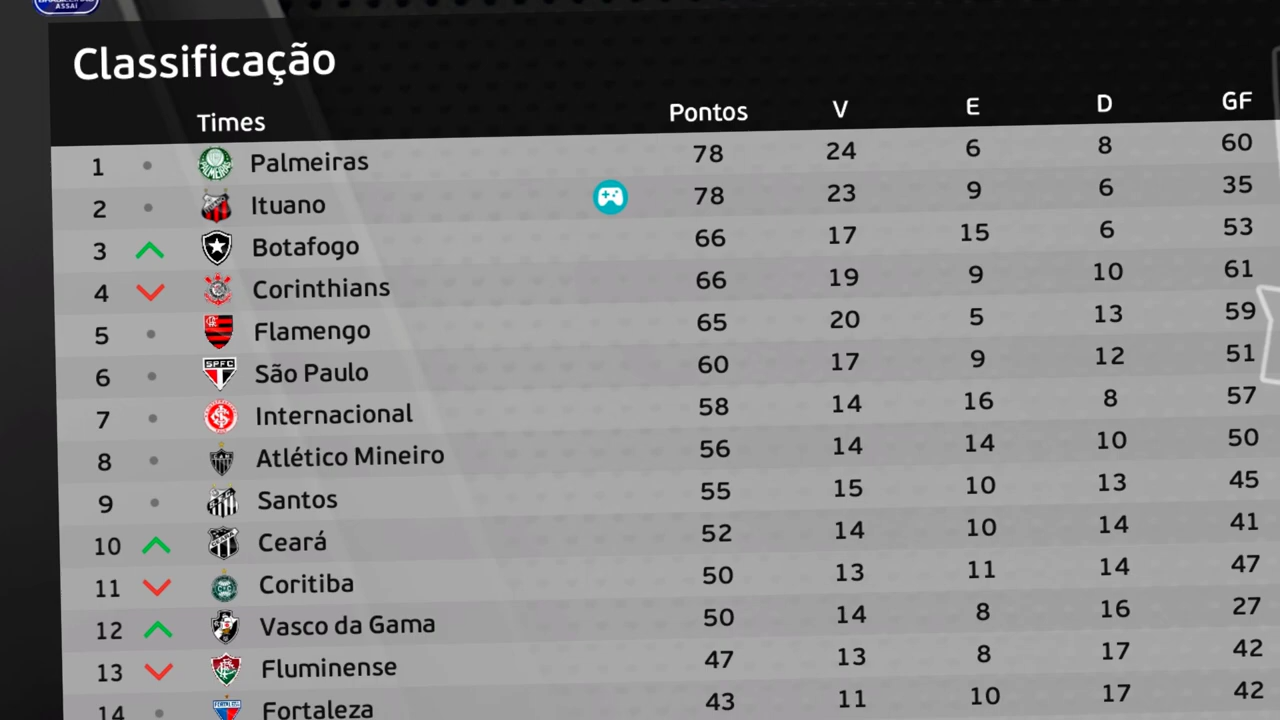 ASSAÍ
Classificação
Times Pontos V E D GF
1 Palmeiras 78 24 6 8 60
2 Ituano 78 23 9 6 35
3 Botafogo 66 17 15 6 53
4 Corinthians 66 19 9 10 61
5 Flamengo 65 20 5 13 59
6 São Paulo 60 17 9 12 51
7 Internacional 58 14 16 8 57
8 Atlético Mineiro 56 14 14 10 50
9 Santos 55 15 10 13 45
10 Ceará 52 14 10 14 41
11 Coritiba 50 13 11 14 47
12 Vasco da Gama 50 14 8 16 27
13 Fluminense 47 13 8 17 42
14 Fortaleza 43 11 10 17 42